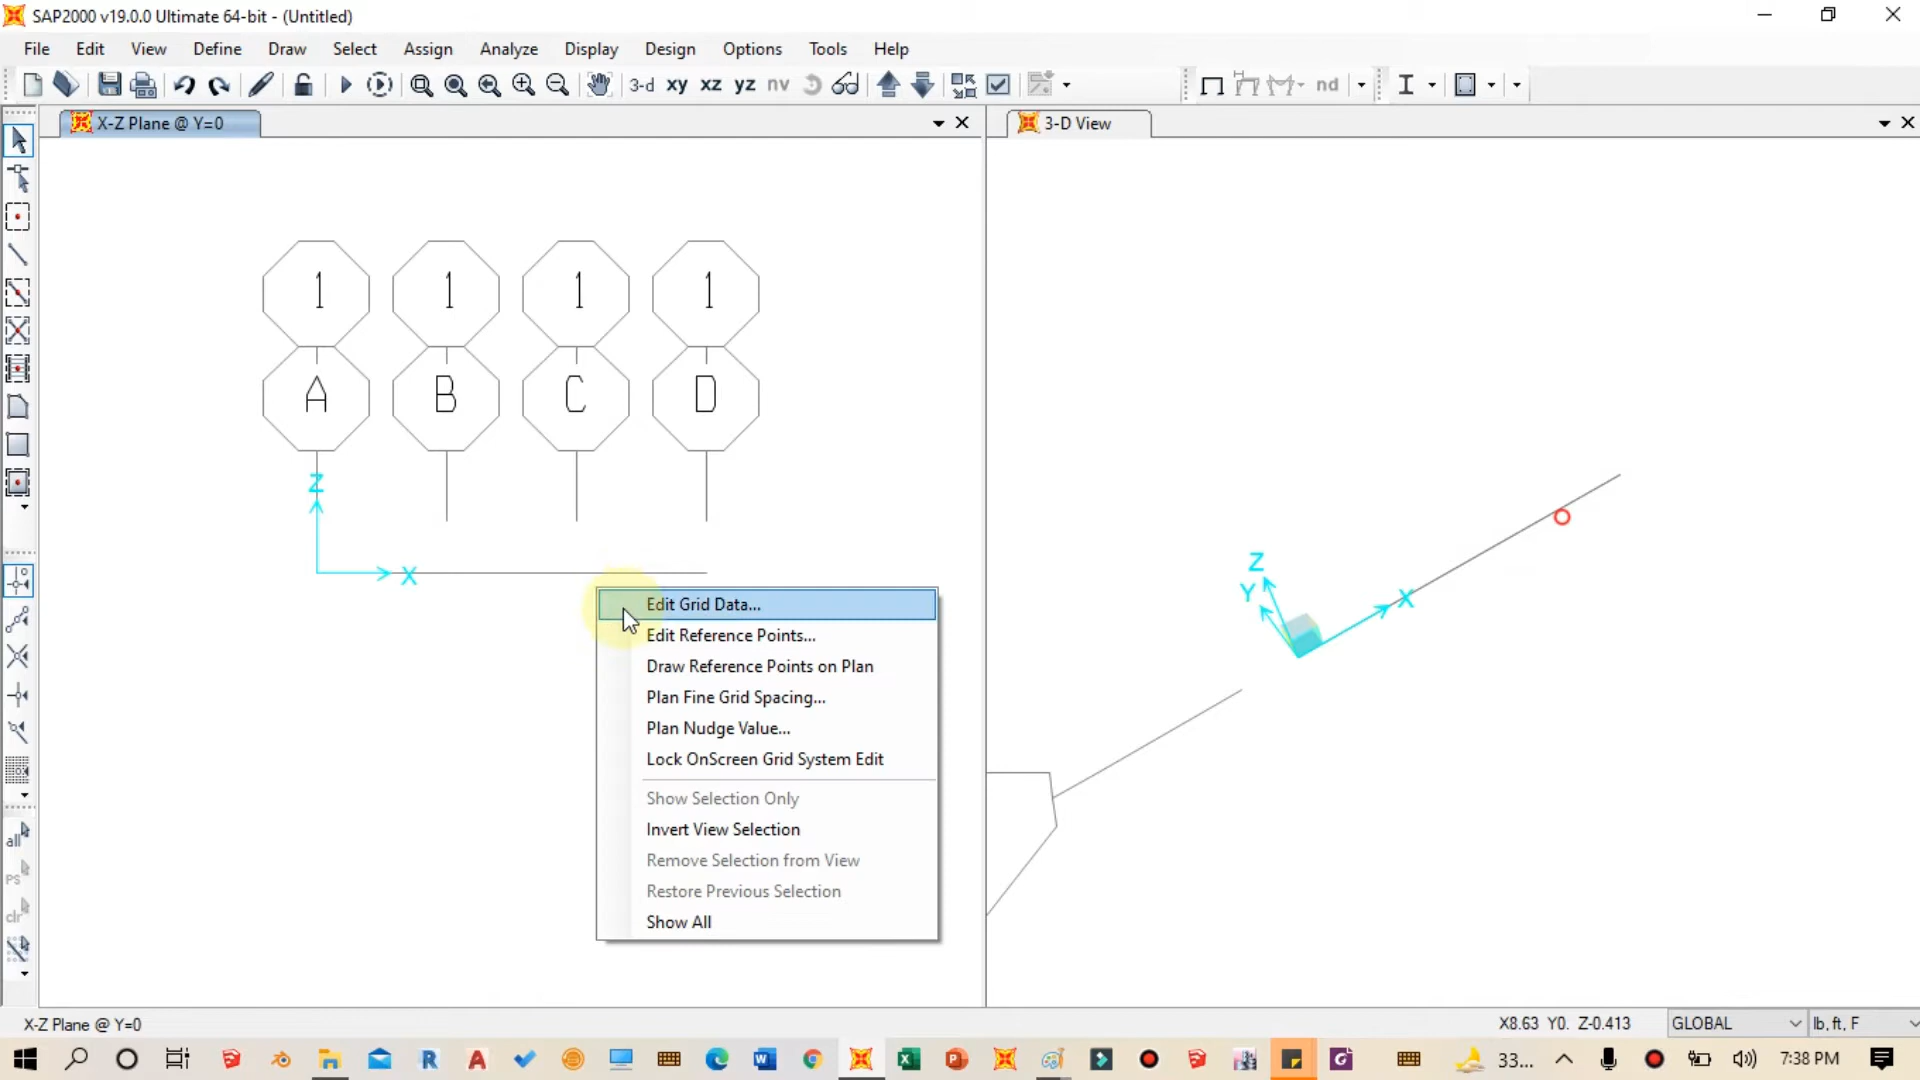 SAP2000 v19.0.0 Ultimate 64-bit - (Untitled)
File Edit View Define Draw Select Assign Analyze Display Design Options Tools Help
3-d xy xz yz nv nd
X-Z Plane @ Y=0
3-D View
1 1 1 1
A B C D
Z
X
Z
Y
X
Edit Grid Data...
Edit Reference Points...
Draw Reference Points on Plan
Plan Fine Grid Spacing...
Plan Nudge Value...
Lock OnScreen Grid System Edit
Show Selection Only
Invert View Selection
Remove Selection from View
Restore Previous Selection
Show All
all
PS
clr
X-Z Plane @ Y=0
X8.63 Y0. Z-0.413
GLOBAL
lb, ft, F
33...
7:38 PM